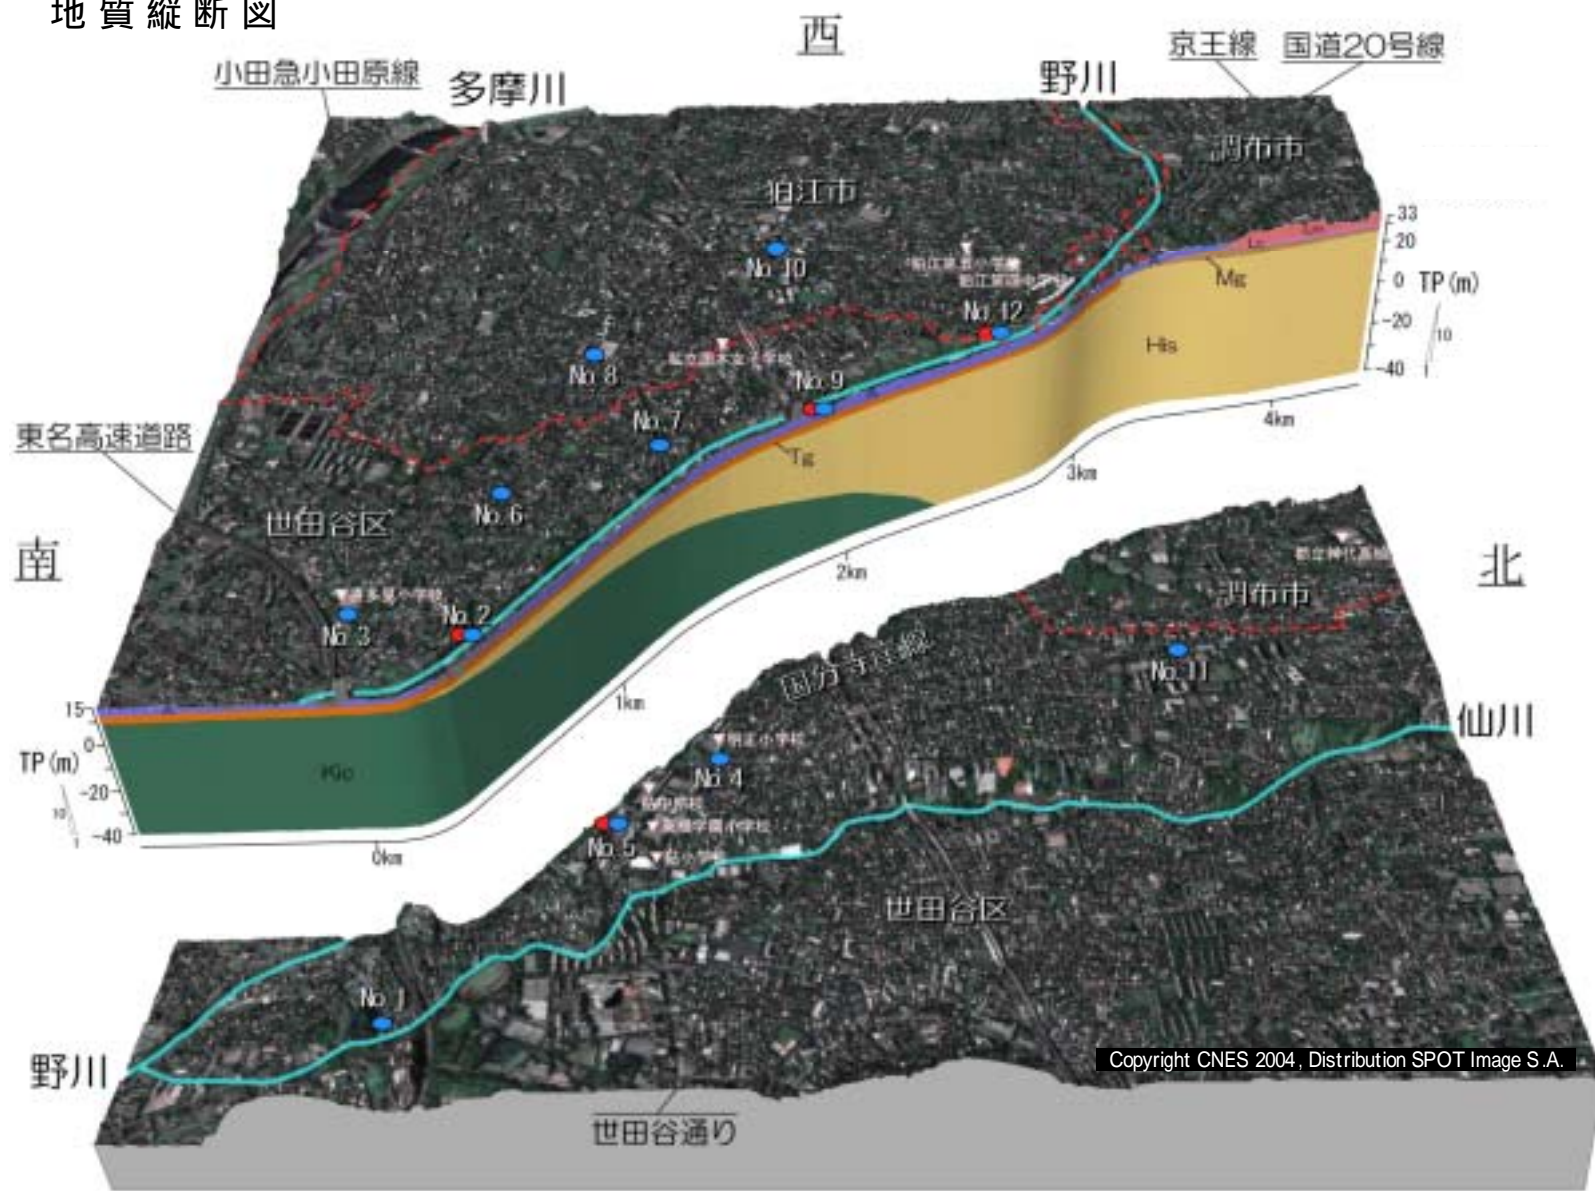 地質縦断図
西
小田急小田原線
多摩川
野川
京王線
国道20号線
調布市
狛江市
33
20
0
TP(m)
-20
10
-40
No.10
No.12
Mg
His
No.8
No.9
No.7
Tg
4km
3km
東名高速道路
No.6
世田谷区
2km
南
北
No.2
No.3
調布市
国分寺崖線
No.11
1km
15
0
TP(m)
-20
10
-40
Kio
仙川
No.4
No.5
0km
世田谷区
No.1
野川
Copyright CNES 2004, Distribution SPOT Image S.A.
世田谷通り